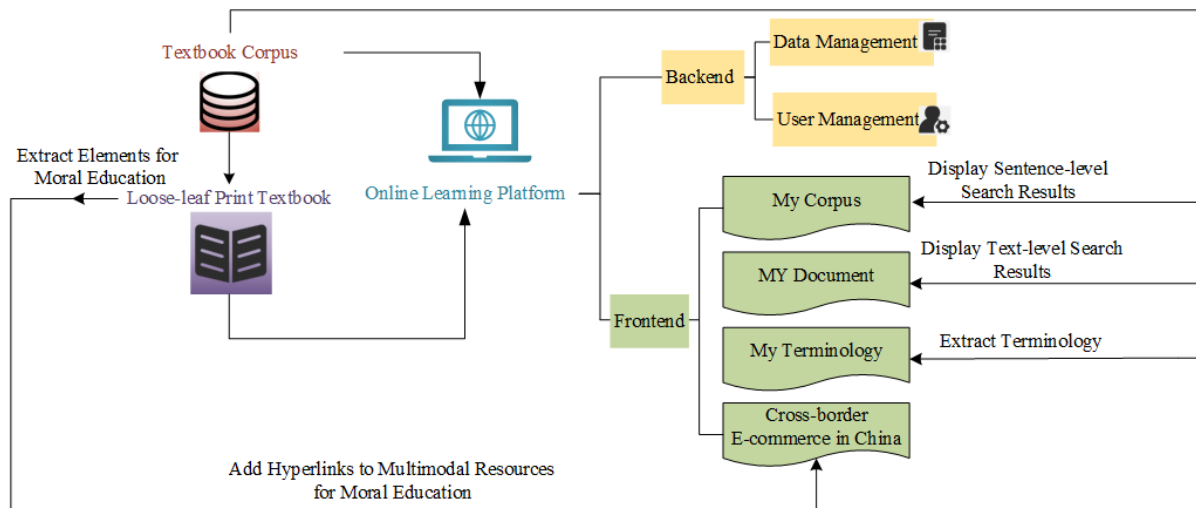 Textbook Corpus
Extract Elements for
Moral Education
Loose-leaf Print Textbook
Online Learning Platform
Backend
Data Management
User Management
Frontend
My Corpus
MY Document
My Terminology
Cross-border
E-commerce in China
Display Sentence-level
Search Results
Display Text-level Search
Results
Extract Terminology
Add Hyperlinks to Multimodal Resources
for Moral Education